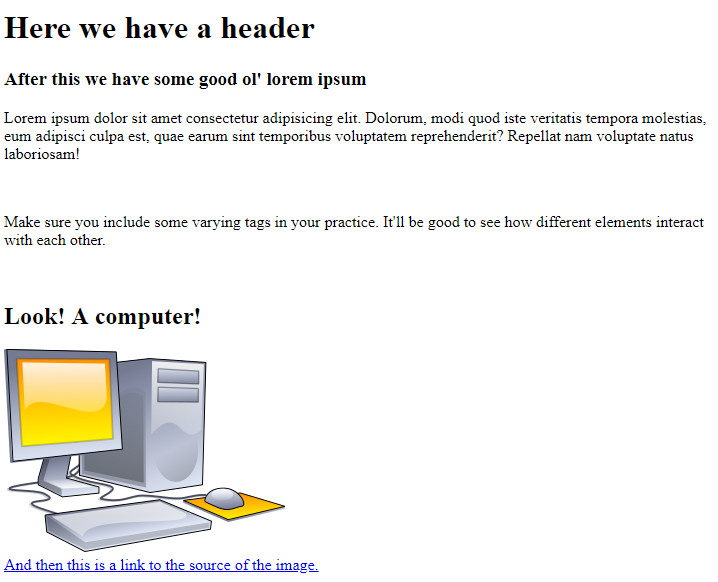 Here we have a header
After this we have some good ol' lorem ipsum
Lorem ipsum dolor sit amet consectetur adipisicing elit. Dolorum, modi quod iste veritatis tempora molestias,
eum adipisci culpa est, quae earum sint temporibus voluptatem reprehenderit? Repellat nam voluptate natus
laboriosam!
Make sure you include some varying tags in your practice. It'll be good to see how different elements interact
with each other.
Look! A computer!
And then this is a link to the source of the image.